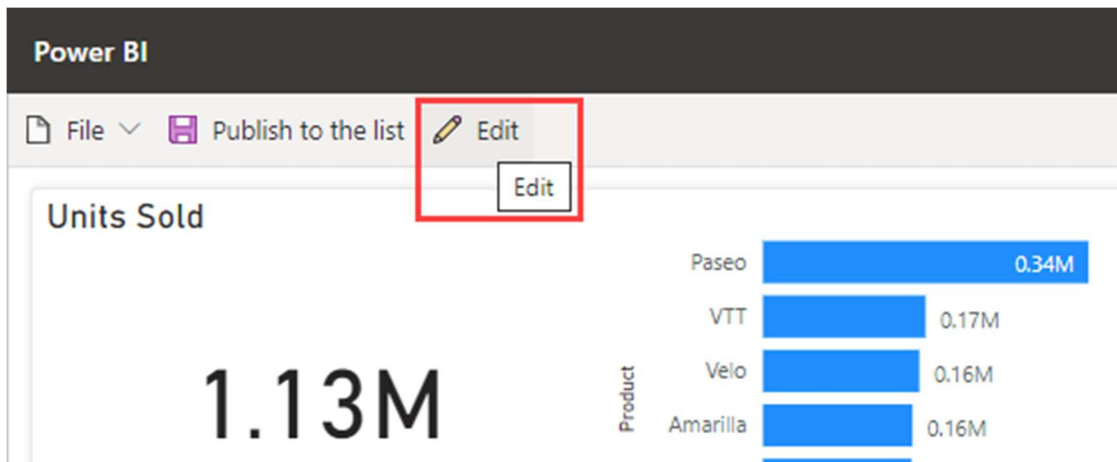 Power BI
File Publish to the list Edit
Edit
Units Sold
1.13M
Product
Paseo 0.34M
VTT 0.17M
Velo 0.16M
Amarilla 0.16M